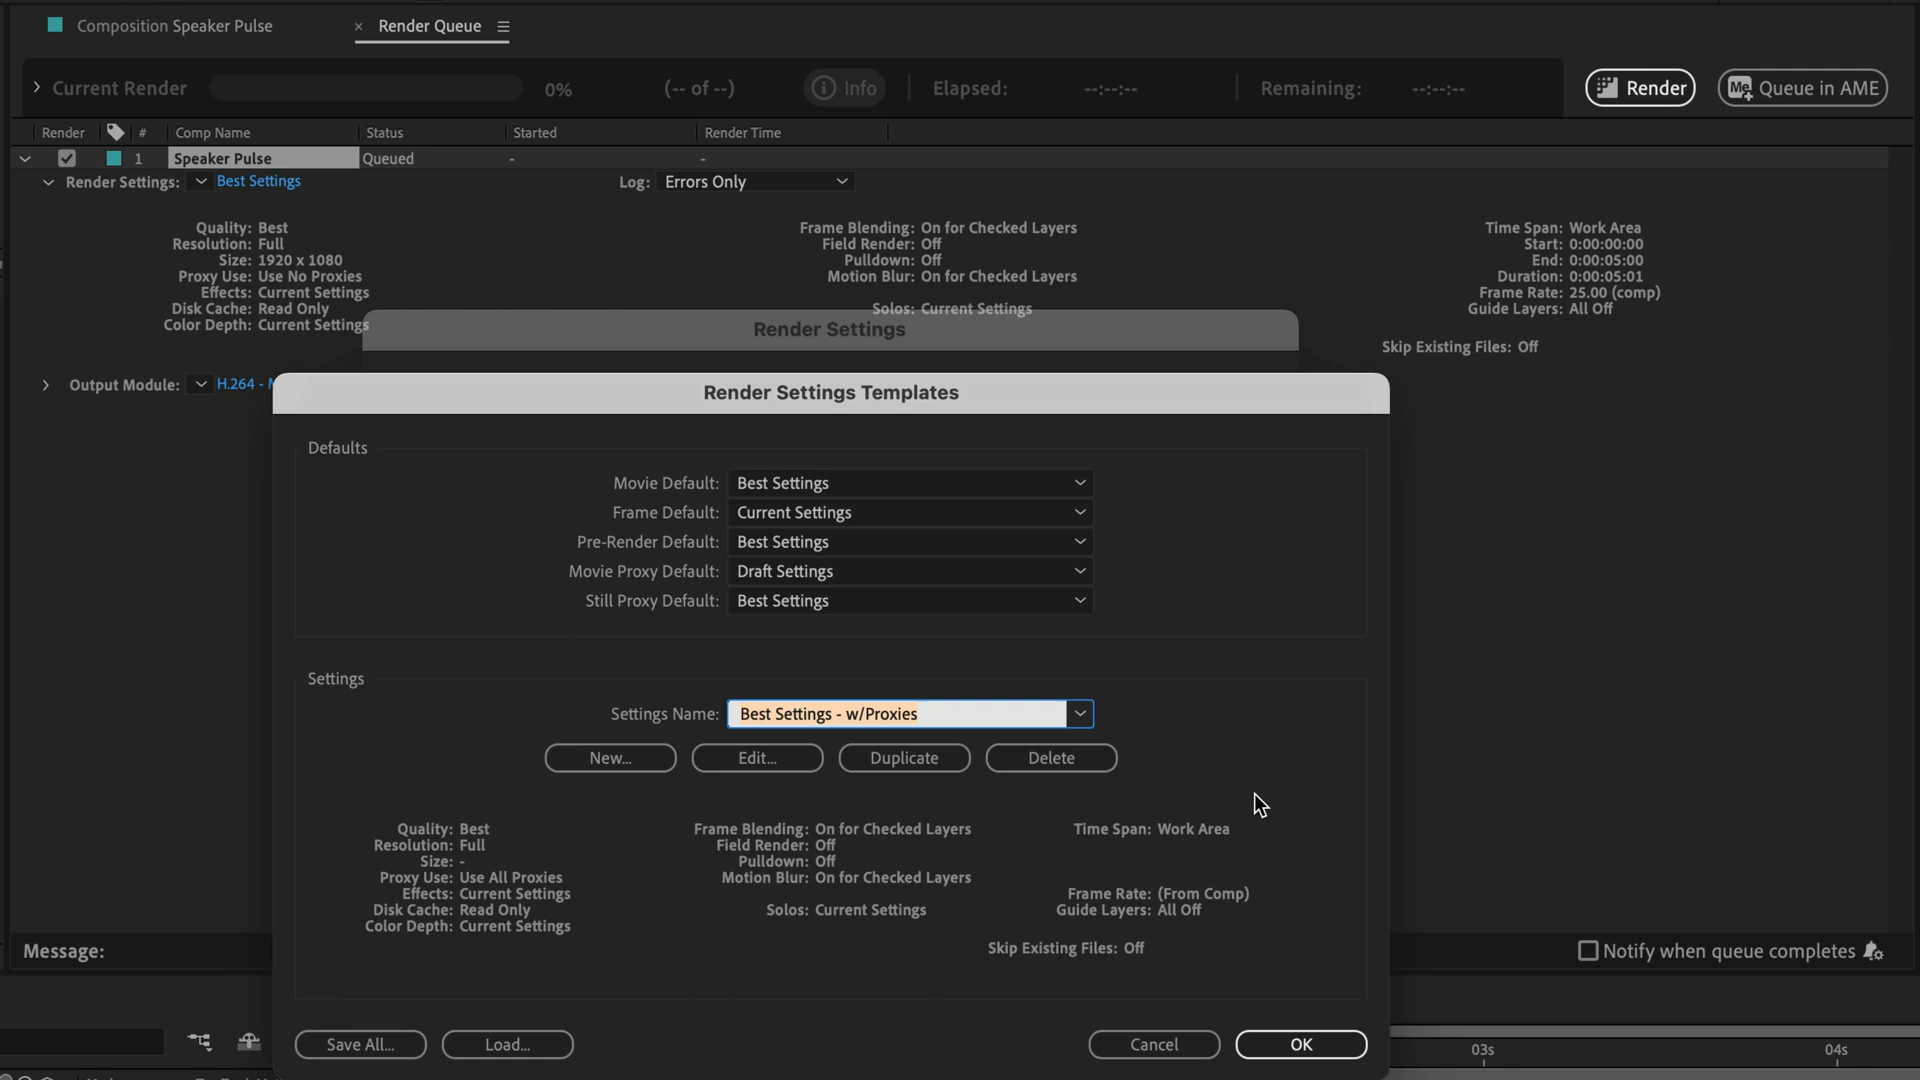 Composition Speaker Pulse
× Render Queue
Current Render 0% (-- of --) Info Elapsed: --:--:-- Remaining: --:--:-- Render Me Queue in AME
Render # Comp Name Status Started Render Time
1 Speaker Pulse Queued - -
Render Settings: Best Settings Log: Errors Only
Quality: Best
Resolution: Full
Size: 1920 x 1080
Proxy Use: Use No Proxies
Effects: Current Settings
Disk Cache: Read Only
Color Depth: Current Settings
Frame Blending: On for Checked Layers
Field Render: Off
Pulldown: Off
Motion Blur: On for Checked Layers
Solos: Current Settings
Time Span: Work Area
Start: 0:00:00:00
End: 0:00:05:00
Duration: 0:00:05:01
Frame Rate: 25.00 (comp)
Guide Layers: All Off
Skip Existing Files: Off
Render Settings
Output Module: H.264 -
Render Settings Templates
Defaults
Movie Default: Best Settings
Frame Default: Current Settings
Pre-Render Default: Best Settings
Movie Proxy Default: Draft Settings
Still Proxy Default: Best Settings
Settings
Settings Name: Best Settings - w/Proxies
New... Edit... Duplicate Delete
Quality: Best
Resolution: Full
Size: -
Proxy Use: Use All Proxies
Effects: Current Settings
Disk Cache: Read Only
Color Depth: Current Settings
Frame Blending: On for Checked Layers
Field Render: Off
Pulldown: Off
Motion Blur: On for Checked Layers
Solos: Current Settings
Time Span: Work Area
Frame Rate: (From Comp)
Guide Layers: All Off
Skip Existing Files: Off
Message:
Notify when queue completes
Save All... Load... Cancel OK
03s 04s